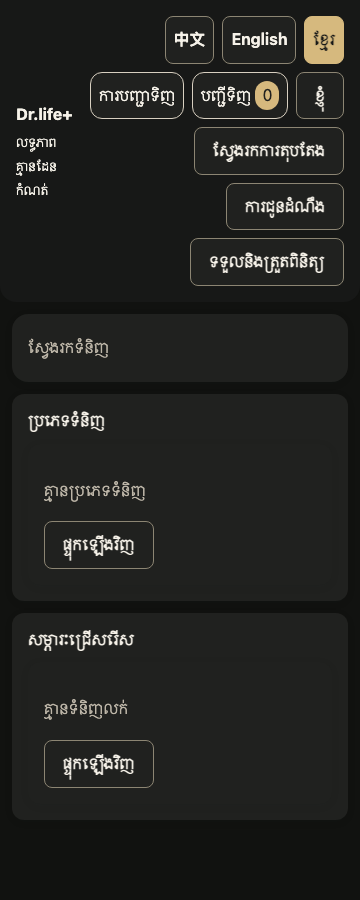 中文
English
ខ្មែរ
ការបញ្ជាទិញ
បញ្ជីទិញ 0
ខ្ញុំ
Dr.life+
លទ្ធភាព
គ្មានដែន
កំណត់
ស្វែងរកការតុបតែង
ការជូនដំណឹង
ទទួលនិងត្រួតពិនិត្យ
ស្វែងរកទំនិញ
ប្រភេទទំនិញ
គ្មានប្រភេទទំនិញ
ផ្ទុកឡើងវិញ
សម្ភារៈជ្រើសរើស
គ្មានទំនិញលក់
ផ្ទុកឡើងវិញ